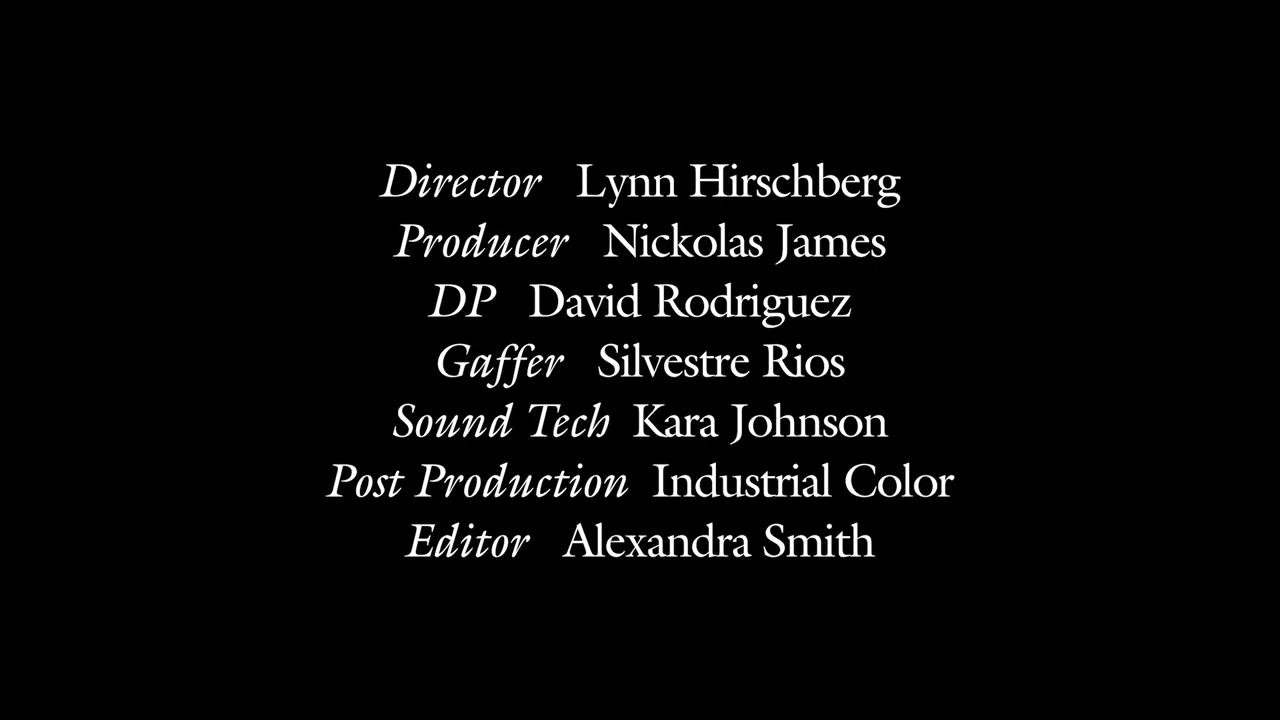 Director Lynn Hirschberg
Producer Nickolas James
DP David Rodriguez
Gaffer Silvestre Rios
Sound Tech Kara Johnson
Post Production Industrial Color
Editor Alexandra Smith